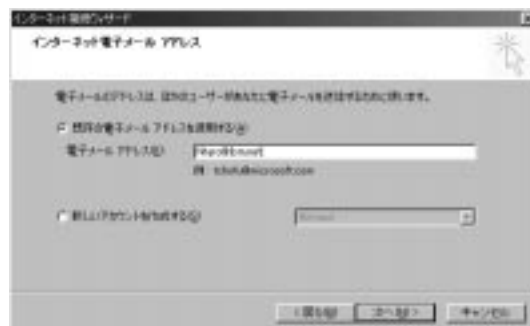 インターネット接続ウィザード
インターネット電子メール アドレス
電子メールのアドレスは、ほかのユーザーがあなたに電子メールを送信するために使います。
既存の電子メール アドレスを使用する(A)
電子メール アドレス(E)
例: tohoku@microsoft.com
新しいアカウントを作成する(S)
Hotmail
< 戻る(B)
次へ(N) >
キャンセル